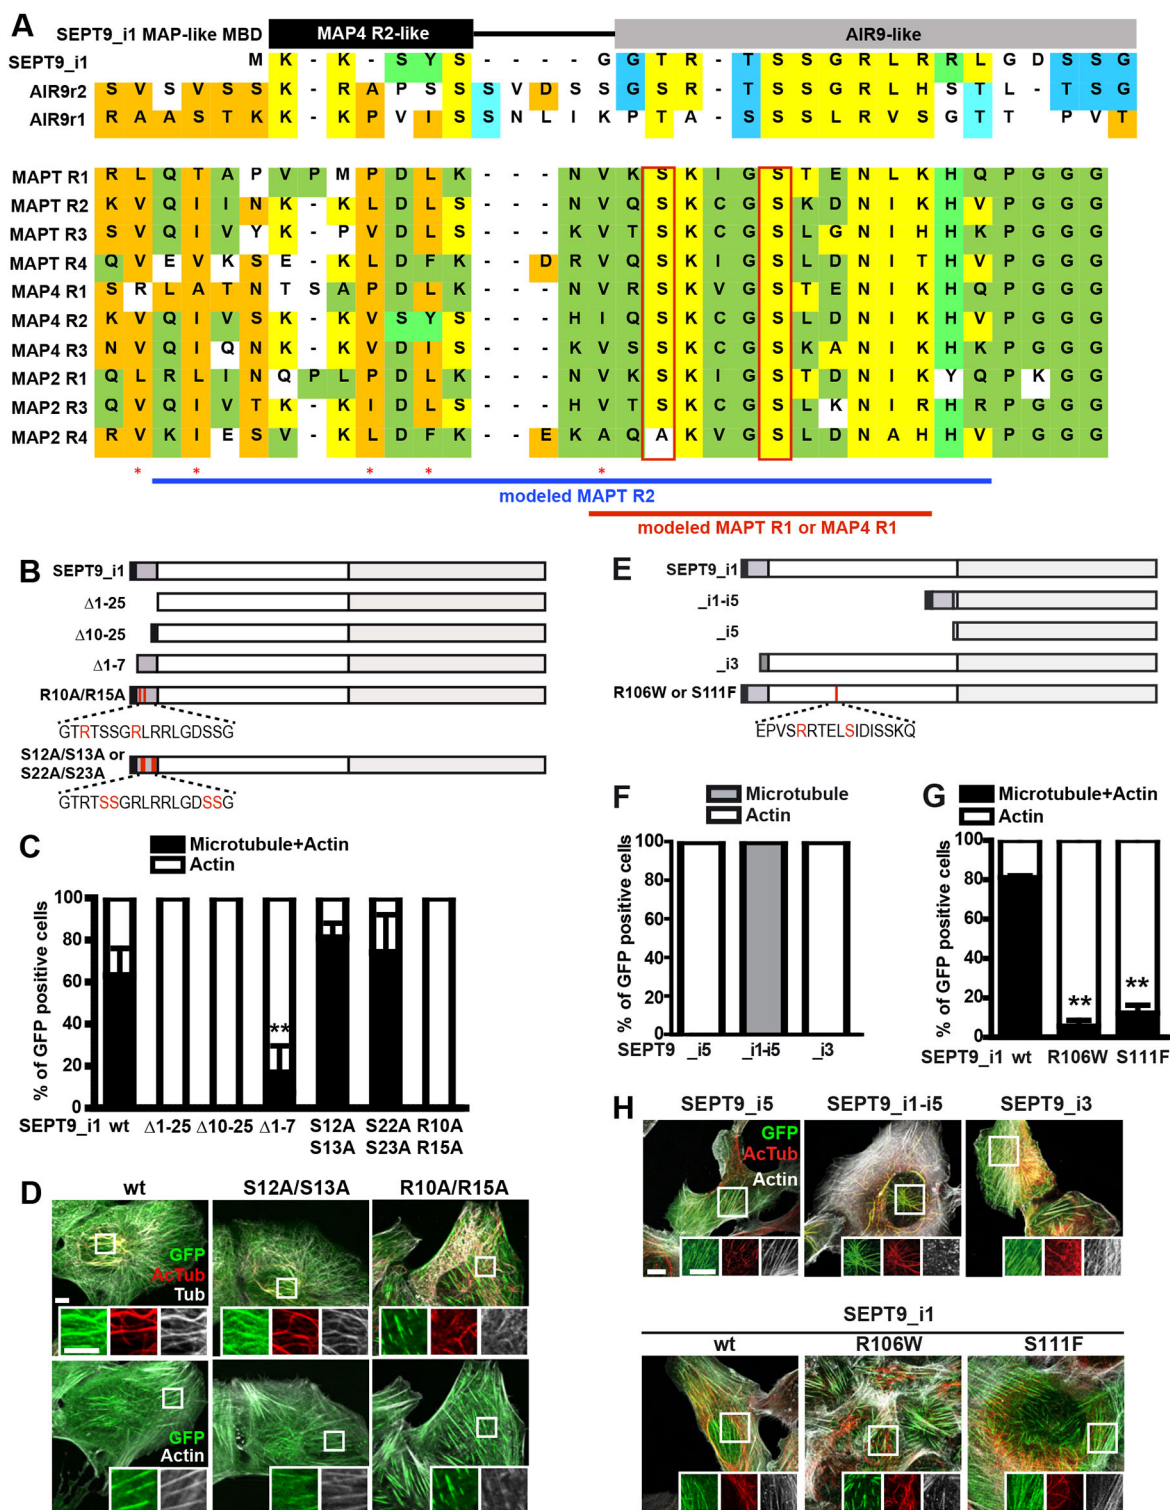 A
SEPT9_i1 MAP-like MBD MAP4 R2-like AIR9-like
SEPT9_i1 M K - K - S Y S - - - - G G T R - T S S G R L R R L G D S S G
AIR9r2 S V S V S S K - R A P S S S V D S S G S R - T S S G R L H S T L - T S G
AIR9r1 R A A S T K K - K P V I S S N L I K P T A - S S S L R V S G T T P V T
MAPT R1 R L Q T A P V P M P D L K - - - N V K S K I G S T E N L K H Q P G G G
MAPT R2 K V Q I I N K - K L D L S - - - N V Q S K C G S K D N I K H V P G G G
MAPT R3 S V Q I V Y K - P V D L S - - - K V T S K C G S L G N I H H K P G G G
MAPT R4 Q V E V K S E - K L D F K - - D R V Q S K I G S L D N I T H V P G G G
MAP4 R1 S R L A T N T S A P D L K - - - N V R S K V G S T E N I K H Q P G G G
MAP4 R2 K V Q I V S K - K V S Y S - - - H I Q S K C G S L D N I K H V P G G G
MAP4 R3 N V Q I Q N K - K V D I S - - - K V S S K C G S K A N I K H K P G G G
MAP2 R1 Q L R L I N Q P L P D L K - - - N V K S K I G S T D N I K Y Q P K G G
MAP2 R3 Q V Q I V T K - K I D L S - - - H V T S K C G S L K N I R H R P G G G
MAP2 R4 R V K I E S V - K L D F K - - E K A Q A K V G S L D N A H H V P G G G
* * * * *
modeled MAPT R2
modeled MAPT R1 or MAP4 R1
B
SEPT9_i1
Δ1-25
Δ10-25
Δ1-7
R10A/R15A
GTRTSSGRLRRLGDSSG
S12A/S13A or
S22A/S23A
GTRTSSGRLRRLGDSSG
E
SEPT9_i1
_i1-i5
_i5
_i3
R106W or S111F
EPVSRRTELSIDISSKQ
C
Microtubule+Actin
Actin
% of GFP positive cells
100
80
60
40
20
0
**
SEPT9_i1 wt Δ1-25 Δ10-25 Δ1-7 S12A S22A R10A
S13A S23A R15A
F
Microtubule
Actin
% of GFP positive cells
100
80
60
40
20
0
SEPT9 _i5 _i1-i5 _i3
G
Microtubule+Actin
Actin
% of GFP positive cells
100
80
60
40
20
0
** **
SEPT9_i1 wt R106W S111F
D
wt S12A/S13A R10A/R15A
GFP
AcTub
Tub
GFP
Actin
H
SEPT9_i5 SEPT9_i1-i5 SEPT9_i3
GFP
AcTub
Actin
SEPT9_i1
wt R106W S111F